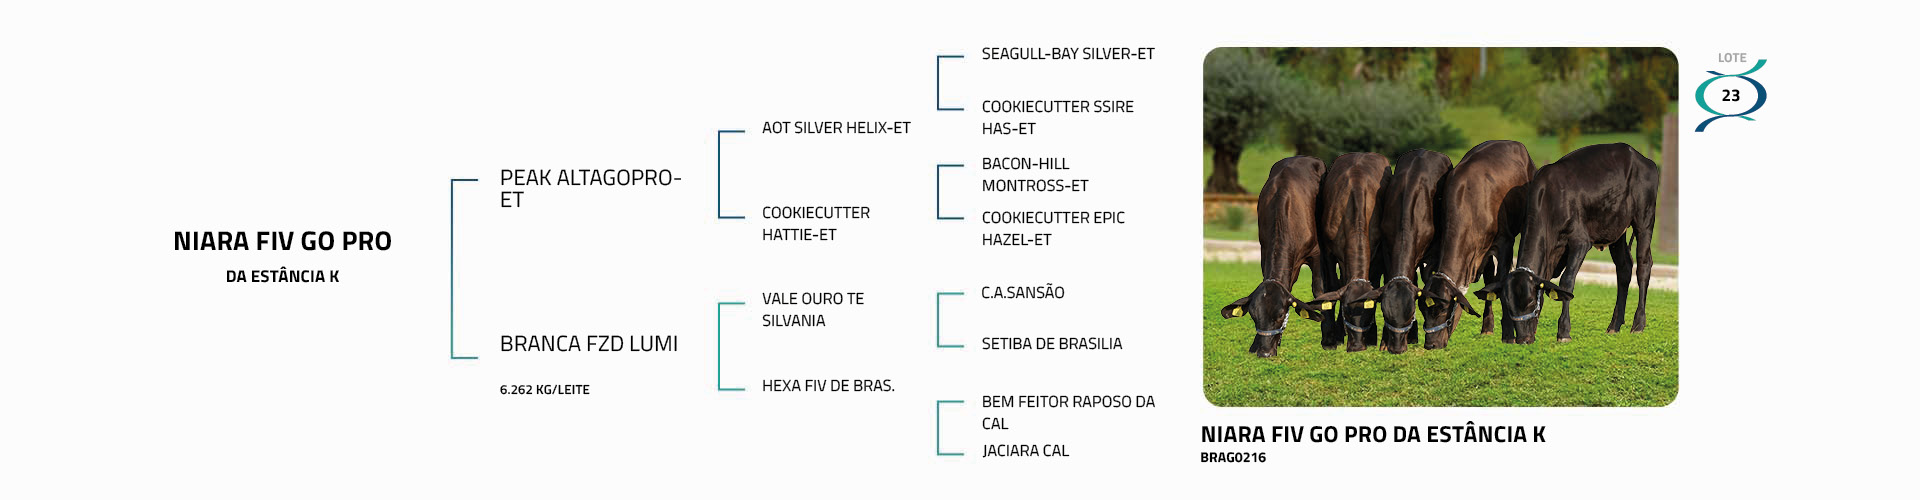 NIARA FIV GO PRO
DA ESTÂNCIA K
PEAK ALTAGOPRO-
ET
BRANCA FZD LUMI
6.262 KG/LEITE
AOT SILVER HELIX-ET
COOKIECUTTER
HATTIE-ET
VALE OURO TE
SILVANIA
HEXA FIV DE BRAS.
SEAGULL-BAY SILVER-ET
COOKIECUTTER SSIRE
HAS-ET
BACON-HILL
MONTROSS-ET
COOKIECUTTER EPIC
HAZEL-ET
C.A.SANSÃO
SETIBA DE BRASILIA
BEM FEITOR RAPOSO DA
CAL
JACIARA CAL
LOTE
23
NIARA FIV GO PRO DA ESTÂNCIA K
BRAG0216